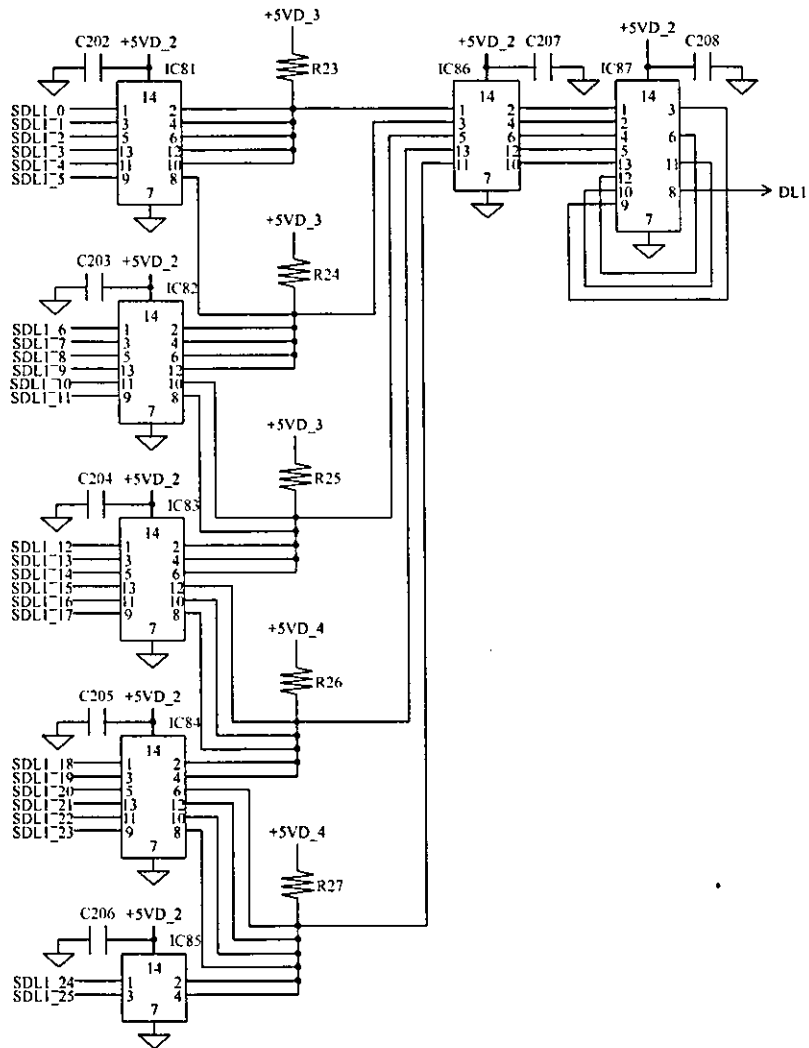 C202 +5VD_2 IC81
+5VD_3
R23
14
SDL1_0 1 2
SDL1_1 3 4
SDL1_2 5 6
SDL1_3 13 12
SDL1_4 11 10
SDL1_5 9 8
7
+5VD_3
R24
C203 +5VD_2 IC82
14
SDL1_6 1 2
SDL1_7 3 4
SDL1_8 5 6
SDL1_9 13 12
SDL1_10 11 10
SDL1_11 9 8
7
+5VD_3
R25
C204 +5VD_2 IC83
14
SDL1_12 1 2
SDL1_13 3 4
SDL1_14 5 6
SDL1_15 13 12
SDL1_16 11 10
SDL1_17 9 8
7
+5VD_4
R26
C205 +5VD_2 IC84
14
SDL1_18 1 2
SDL1_19 3 4
SDL1_20 5 6
SDL1_21 13 12
SDL1_22 11 10
SDL1_23 9 8
7
+5VD_4
R27
C206 +5VD_2 IC85
14
SDL1_24 1 2
SDL1_25 3 4
7
+5VD_2 C207
IC86
14
1 2
3 4
5 6
13 12
11 10
7
+5VD_2 C208
IC87
14
1 3
2
4 6
5
13 11
12
10 8 DL1
9
7